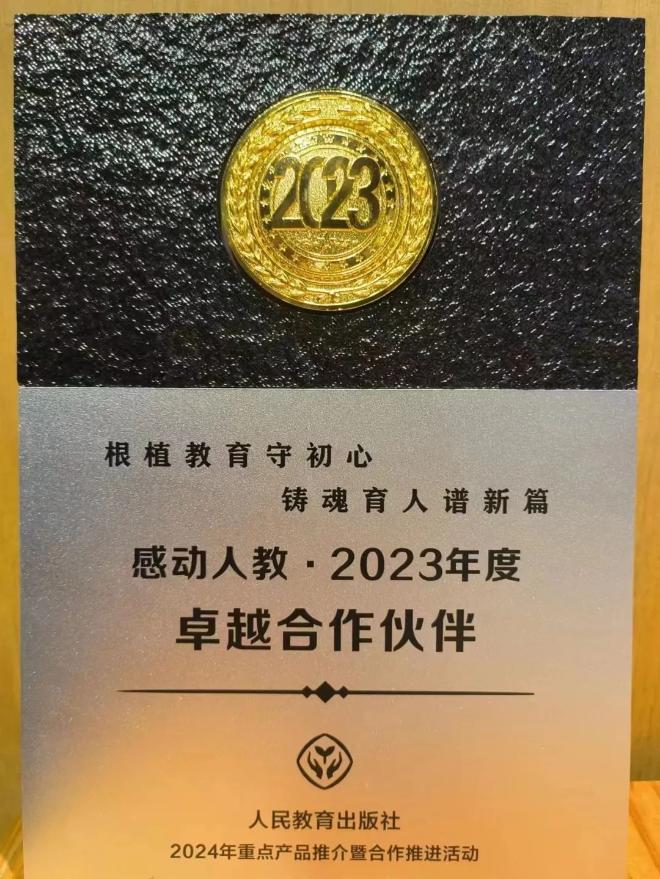 2023
根植教育守初心
铸魂育人谱新篇
感动人教·2023年度
卓越合作伙伴
人民教育出版社
2024年重点产品推介暨合作推进活动